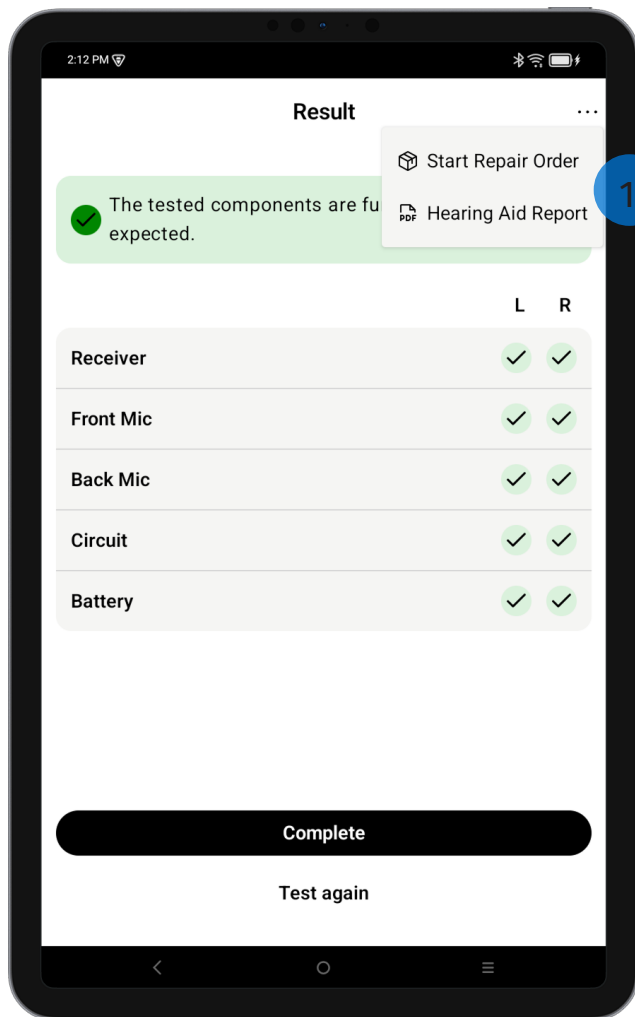 2:12 PM
Result
Start Repair Order
PDF Hearing Aid Report
The tested components are fu
expected.
1
L R
Receiver
Front Mic
Back Mic
Circuit
Battery
Complete
Test again